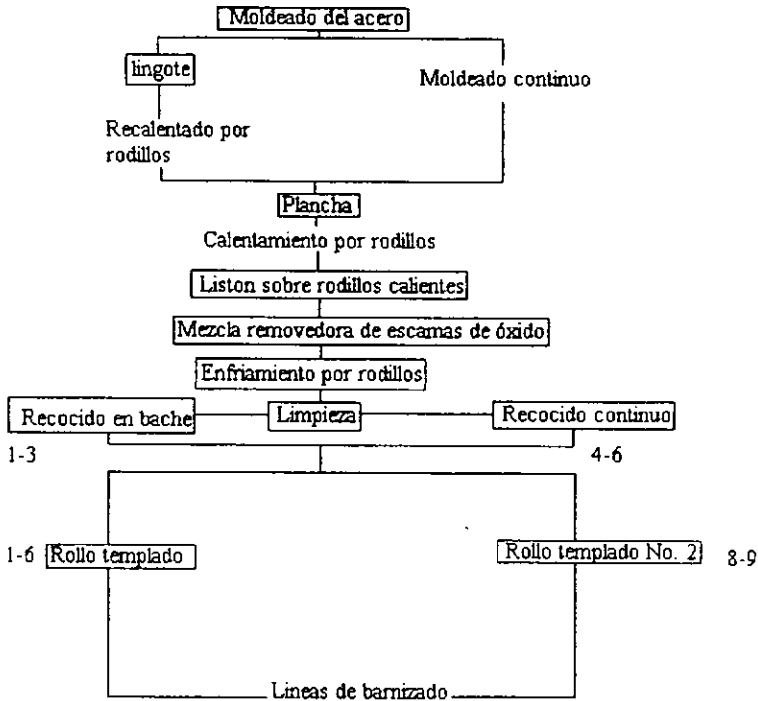 Moldeado del acero
lingote
Moldeado continuo
Recalentado por
rodillos
Plancha
Calentamiento por rodillos
Liston sobre rodillos calientes
Mezcla removedora de escamas de óxido
Enfriamiento por rodillos
Recocido en bache
Limpieza
Recocido continuo
1-3
4-6
1-6
Rollo templado
Rollo templado No. 2
8-9
Lineas de barnizado